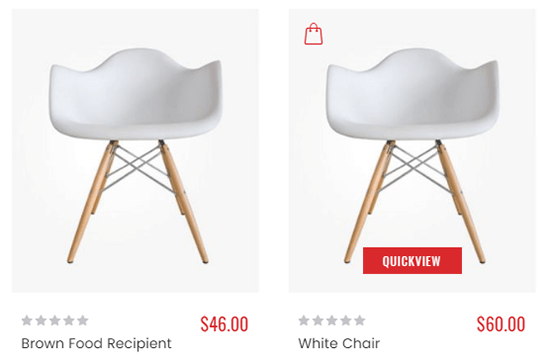 QUICKVIEW
$46.00
Brown Food Recipient
$60.00
White Chair